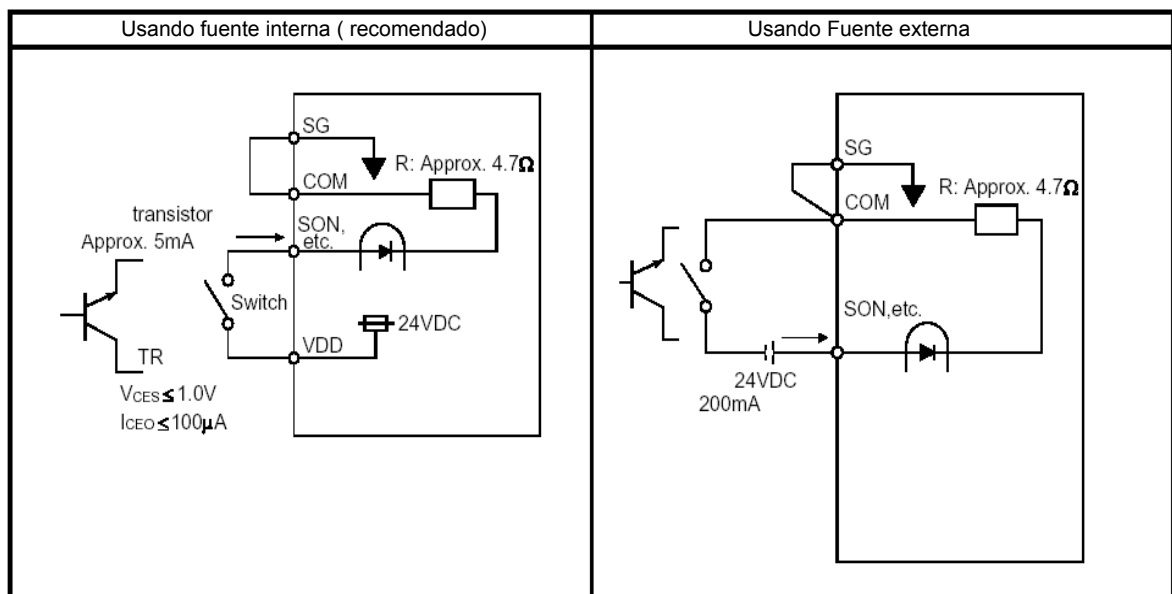 Usando fuente interna ( recomendado)
Usando Fuente externa
SG
R: Approx. 4.7Ω
COM
transistor
Approx. 5mA
SON,
etc.
Switch
24VDC
VDD
TR
VCES≤1.0V
ICEO≤100μA
SG
R: Approx. 4.7Ω
COM
SON,etc.
24VDC
200mA